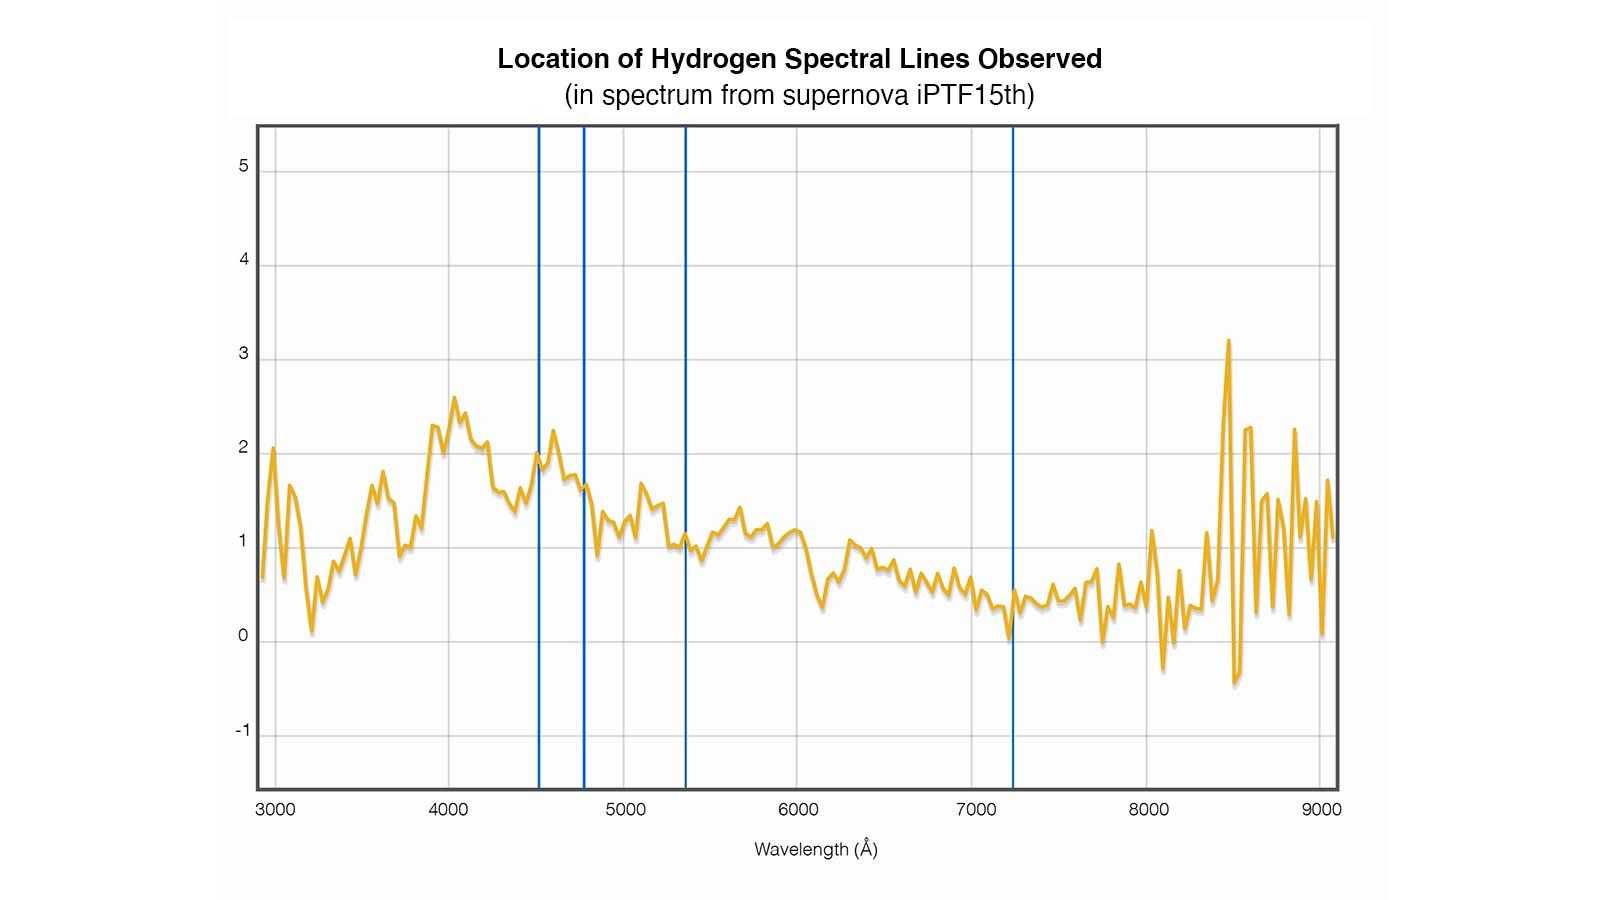 Location of Hydrogen Spectral Lines Observed
(in spectrum from supernova iPTF15th)
5
4
3
2
1
0
-1
3000 4000 5000 6000 7000 8000 9000
Wavelength (Å)